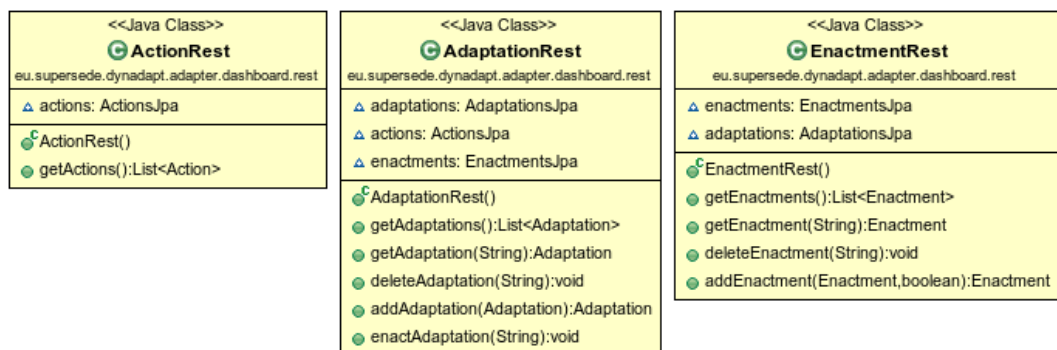 <<Java Class>>
ActionRest
eu.supersede.dynadapt.adapter.dashboard.rest
actions: ActionsJpa
ActionRest()
getActions():List<Action>
<<Java Class>>
AdaptationRest
eu.supersede.dynadapt.adapter.dashboard.rest
adaptations: AdaptationsJpa
actions: ActionsJpa
enactments: EnactmentsJpa
AdaptationRest()
getAdaptations():List<Adaptation>
getAdaptation(String):Adaptation
deleteAdaptation(String):void
addAdaptation(Adaptation):Adaptation
enactAdaptation(String):void
<<Java Class>>
EnactmentRest
eu.supersede.dynadapt.adapter.dashboard.rest
enactments: EnactmentsJpa
adaptations: AdaptationsJpa
EnactmentRest()
getEnactments():List<Enactment>
getEnactment(String):Enactment
deleteEnactment(String):void
addEnactment(Enactment,boolean):Enactment